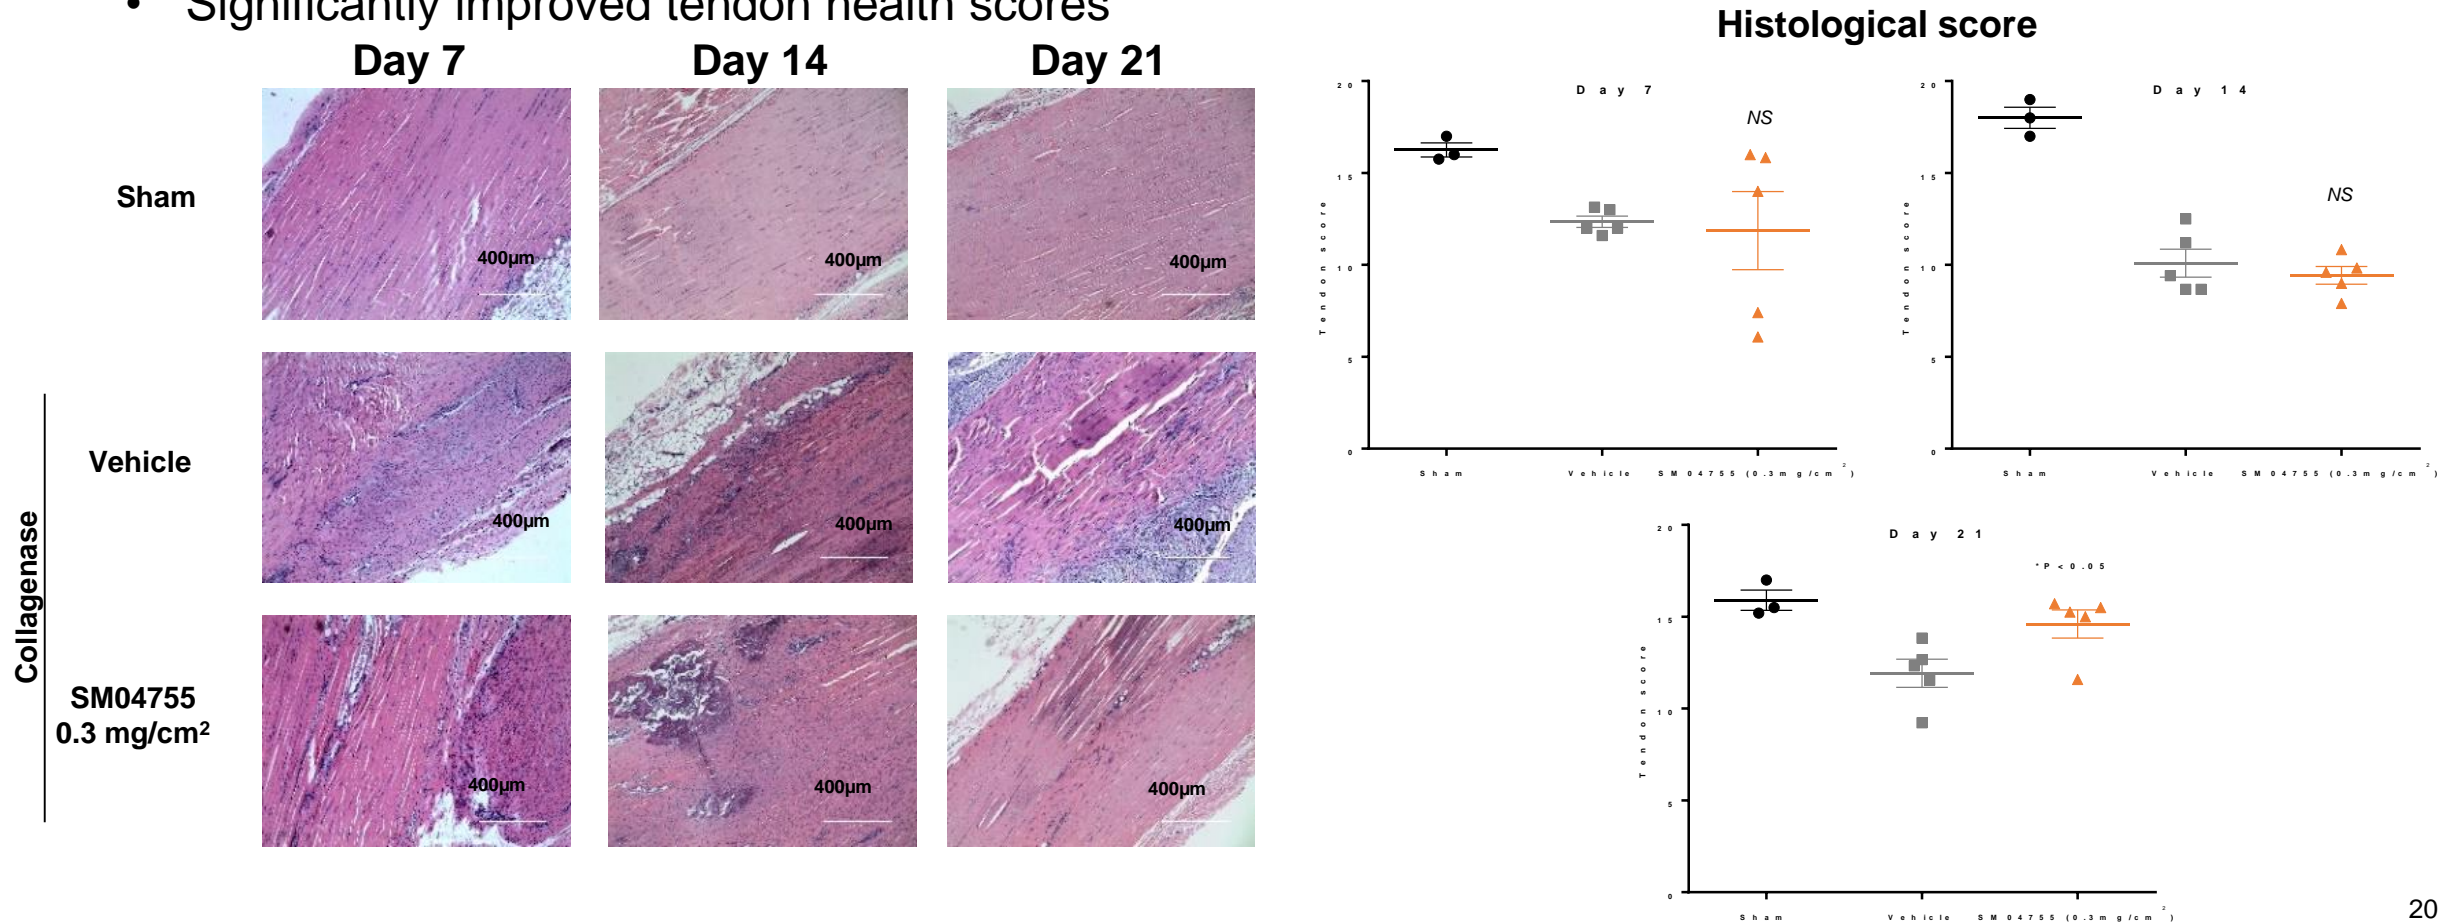 • Significantly improved tendon health scores
Day 7 Day 14 Day 21
Sham
400µm 400µm 400µm
Vehicle
400µm 400µm 400µm
Collagenase
SM04755
0.3 mg/cm²
400µm 400µm 400µm
Histological score
Day 7
20
15
10
5
0
Tendon score
NS
Sham Vehicle SM04755 (0.3mg/cm²)
Day 14
20
15
10
5
0
Tendon score
NS
Sham Vehicle SM04755 (0.3mg/cm²)
Day 21
20
15
10
5
0
Tendon score
*P<0.05
Sham Vehicle SM04755 (0.3mg/cm²)
20